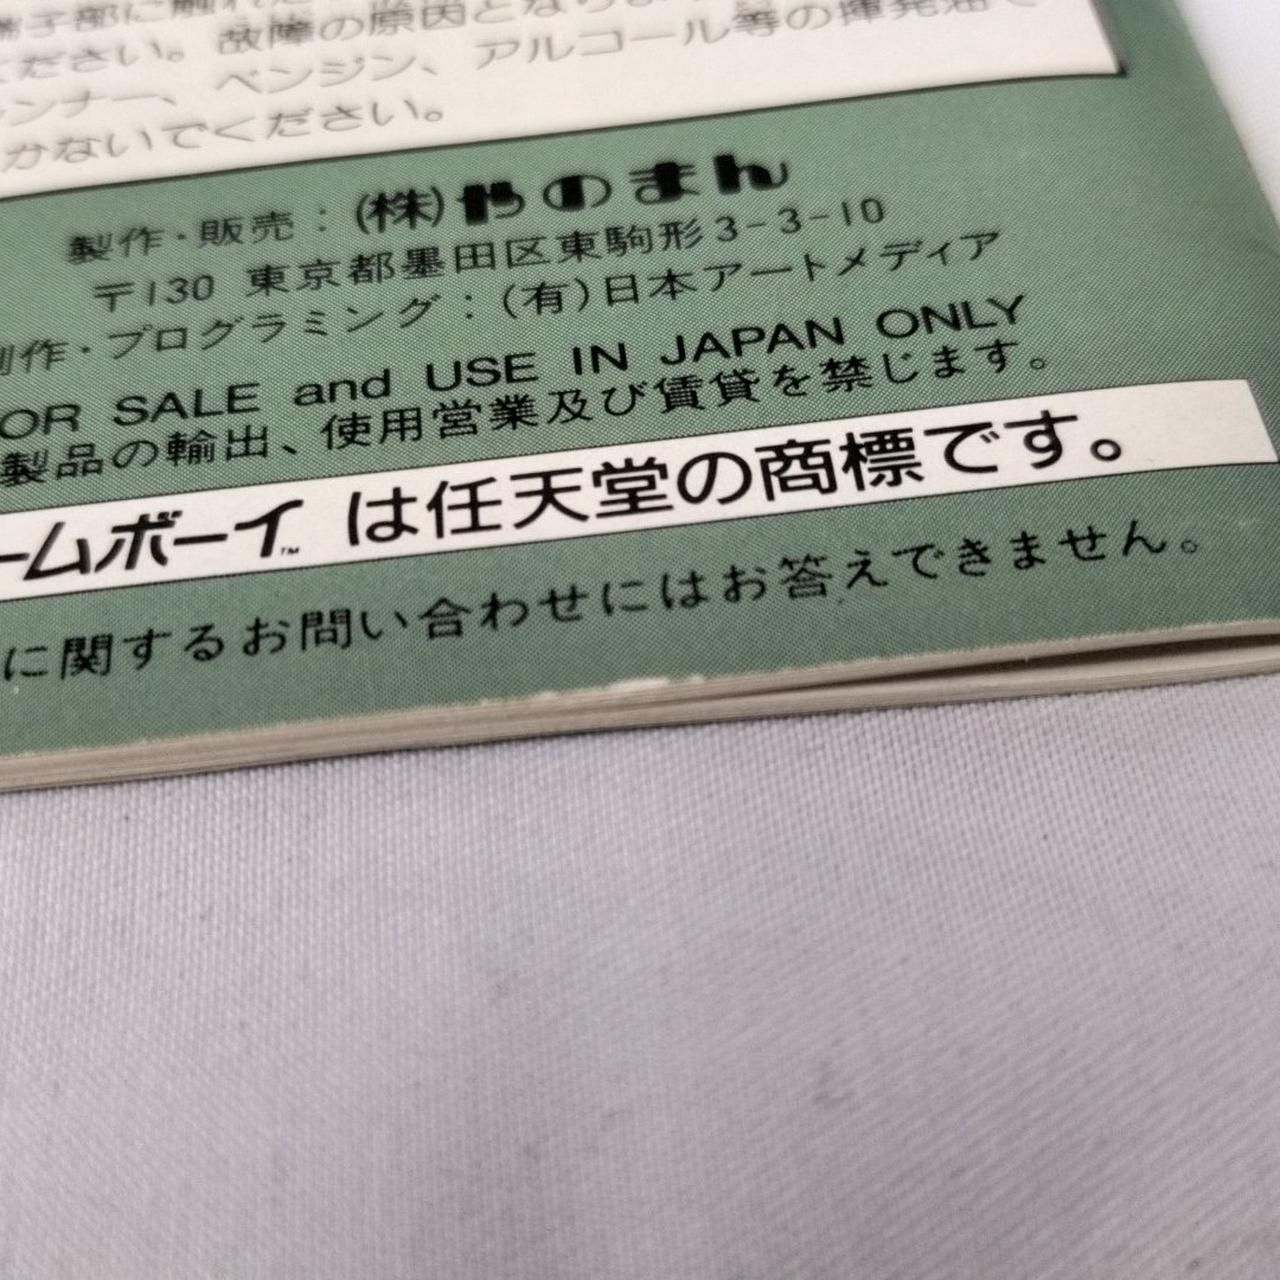 端子部に触れた
ください。故障の原因となりま
ンナー、ベンジン、アルコール等の揮発油で
かないでください。
製作・販売：(株)やのまん
〒130 東京都墨田区東駒形3-3-10
制作・プログラミング：(有)日本アートメディア
OR SALE and USE IN JAPAN ONLY
製品の輸出、使用営業及び賃貸を禁じます。
ームボーイ™は任天堂の商標です。
に関するお問い合わせにはお答えできません。